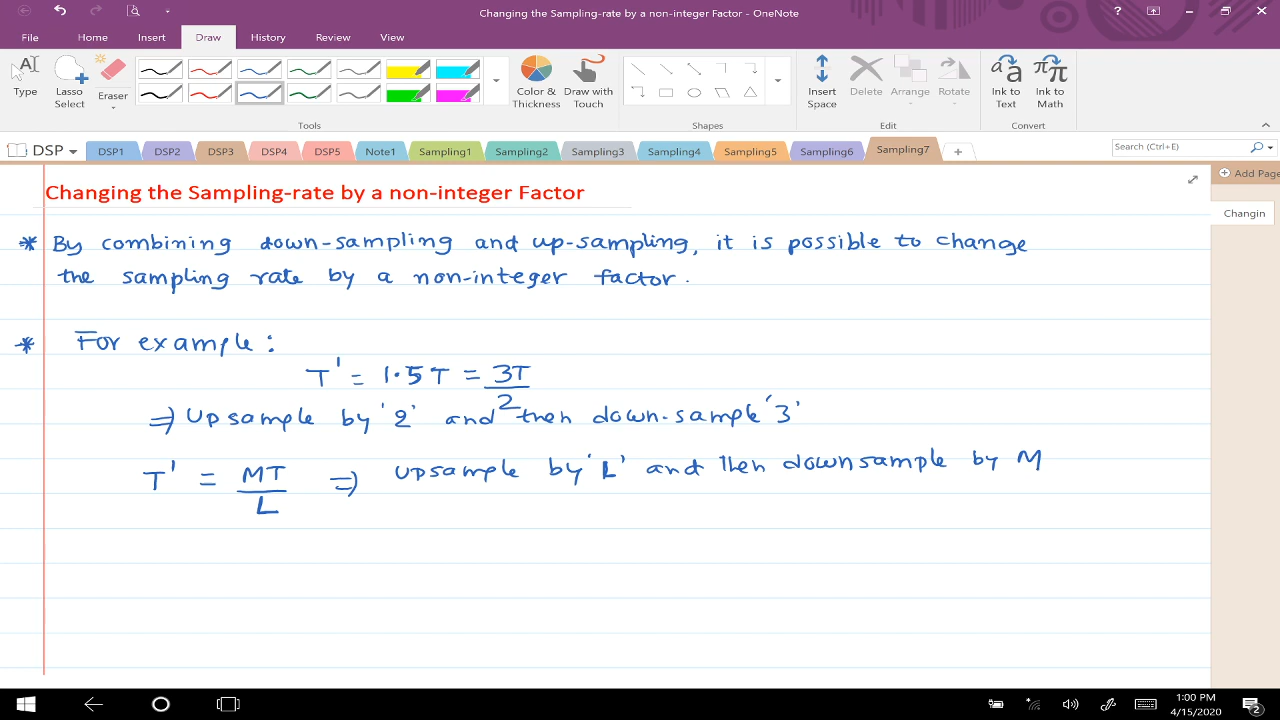 Changing the Sampling-rate by a non-integer Factor - OneNote
?
File Home Insert Draw History Review View
Type
Lasso Select
Eraser
Color & Thickness
Draw with Touch
Insert Space
Delete
Arrange
Rotate
Ink to Text
Ink to Math
Tools Shapes Edit Convert
DSP DSP1 DSP2 DSP3 DSP4 DSP5 Note1 Sampling1 Sampling2 Sampling3 Sampling4 Sampling5 Sampling6 Sampling7 + Search (Ctrl+E)
Add Page
Changin
Changing the Sampling-rate by a non-integer Factor
* By combining down-sampling and up-sampling, it is possible to change
the sampling rate by a non-integer factor.
* For example:
T' = 1.5T = 3T/2
⇒ Upsample by '2' and then down-sample '3'
T' = MT/L ⇒ upsample by 'L' and then downsample by M
1:00 PM
4/15/2020
2